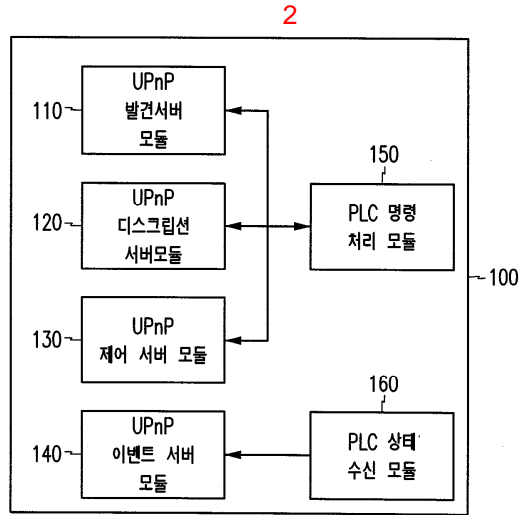 2
UPnP
발견서버
모듈
110
UPnP
디스크립션
서버모듈
120
UPnP
제어 서버 모듈
130
UPnP
이벤트 서버
모듈
140
150
PLC 명령
처리 모듈
100
160
PLC 상태
수신 모듈